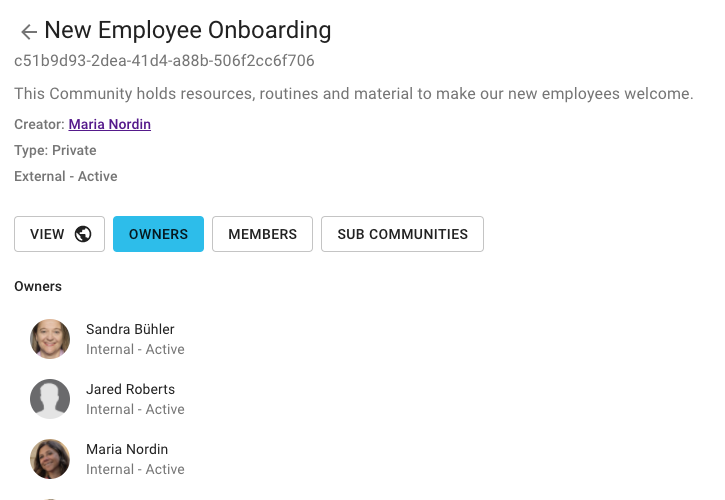 New Employee Onboarding
c51b9d93-2dea-41d4-a88b-506f2cc6f706
This Community holds resources, routines and material to make our new employees welcome.
Creator: Maria Nordin
Type: Private
External - Active
VIEW OWNERS MEMBERS SUB COMMUNITIES
Owners
Sandra Bühler
Internal - Active
Jared Roberts
Internal - Active
Maria Nordin
Internal - Active